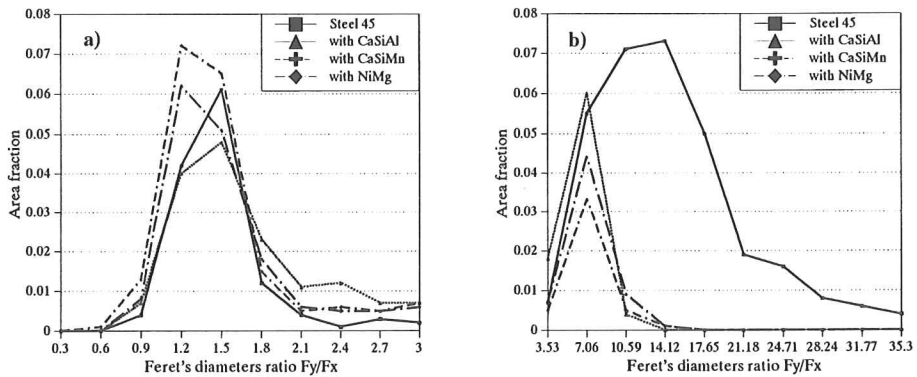 a)
Steel 45
with CaSiAl
with CaSiMn
with NiMg
Area fraction
0.08
0.07
0.06
0.05
0.04
0.03
0.02
0.01
0
0.3 0.6 0.9 1.2 1.5 1.8 2.1 2.4 2.7 3
Feret's diameters ratio Fy/Fx
b)
Steel 45
with CaSiAl
with CaSiMn
with NiMg
Area fraction
0.08
0.07
0.06
0.05
0.04
0.03
0.02
0.01
0
3.53 7.06 10.59 14.12 17.65 21.18 24.71 28.24 31.77 35.3
Feret's diameters ratio Fy/Fx